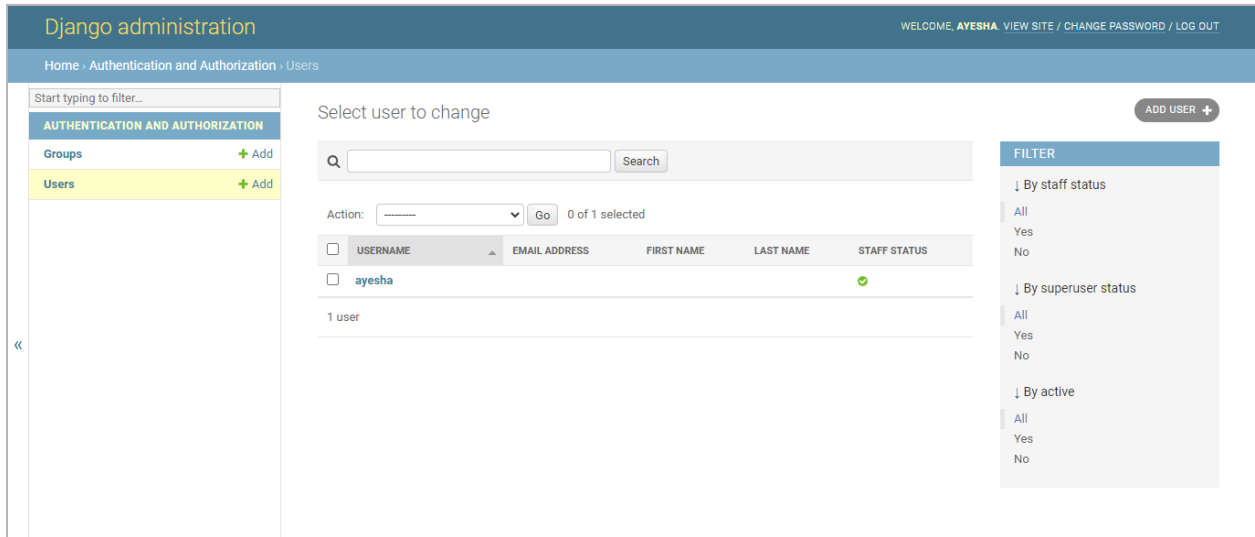 Django administration
WELCOME, AYESHA. VIEW SITE / CHANGE PASSWORD / LOG OUT
Home › Authentication and Authorization › Users
Start typing to filter...
AUTHENTICATION AND AUTHORIZATION
Groups + Add
Users + Add
«
Select user to change
ADD USER +
Search
Action: --------- Go 0 of 1 selected
USERNAME EMAIL ADDRESS FIRST NAME LAST NAME STAFF STATUS
ayesha
1 user
FILTER
↓ By staff status
All
Yes
No
↓ By superuser status
All
Yes
No
↓ By active
All
Yes
No